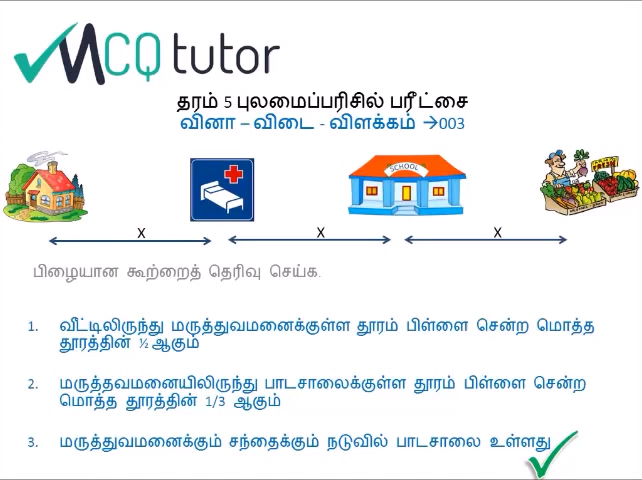 MCQ tutor
தரம் 5 புலமைப்பரிசில் பரீட்சை
வினா – விடை - விளக்கம் →003
SCHOOL
FRESH
X X X
பிழையான கூற்றைத் தெரிவு செய்க.
1. வீட்டிலிருந்து மருத்துவமனைக்குள்ள தூரம் பிள்ளை சென்ற மொத்த
தூரத்தின் ½ ஆகும்
2. மருத்தவமனையிலிருந்து பாடசாலைக்குள்ள தூரம் பிள்ளை சென்ற
மொத்த தூரத்தின் 1/3 ஆகும்
3. மருத்துவமனைக்கும் சந்தைக்கும் நடுவில் பாடசாலை உள்ளது